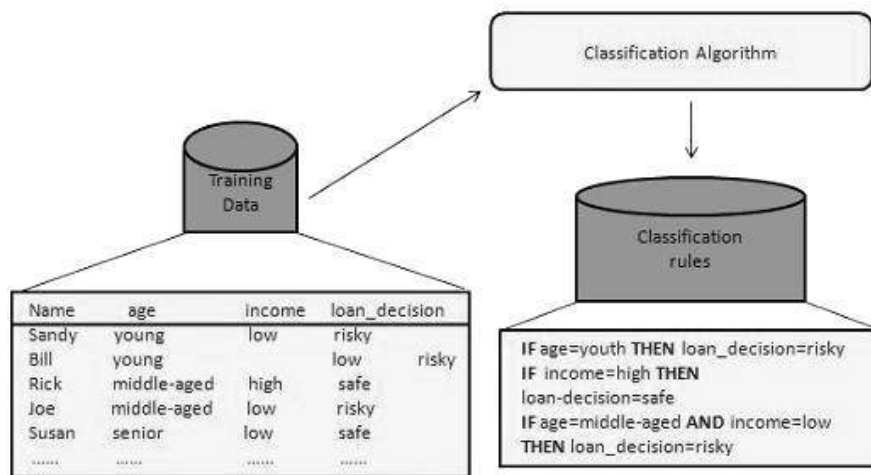 Classification Algorithm
Training
Data
Classification
rules
Name age income loan_decision
Sandy young low risky
Bill young low risky
Rick middle-aged high safe
Joe middle-aged low risky
Susan senior low safe
...... ...... ...... ......
IF age=youth THEN loan_decision=risky
IF income=high THEN
loan-decision=safe
IF age=middle-aged AND income=low
THEN loan_decision=risky